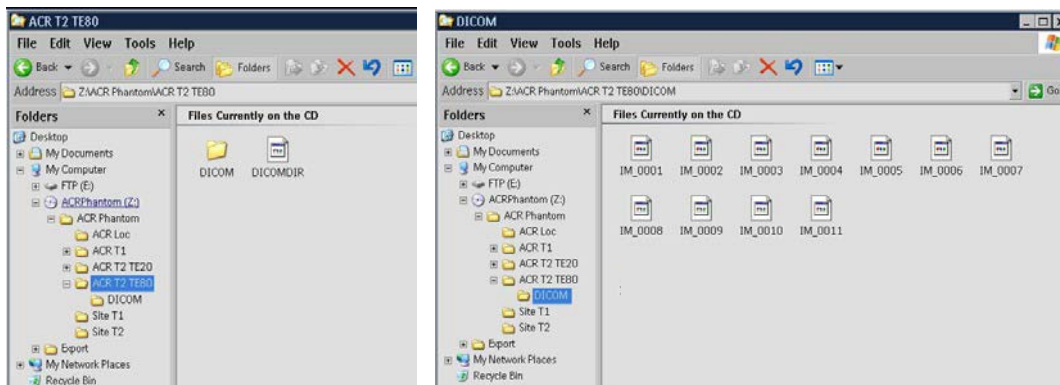 ACR T2 TE80
File Edit View Tools Help
Back Search Folders
Address Z:\ACR Phantom\ACR T2 TE80
Folders
Files Currently on the CD
Desktop
My Documents
My Computer
FTP (E:)
ACRPhantom (Z:)
ACR Phantom
ACR Loc
ACR T1
ACR T2 TE20
ACR T2 TE80
DICOM
Site T1
Site T2
Export
My Network Places
Recycle Bin
DICOM DICOMDIR
DICOM
File Edit View Tools Help
Back Search Folders
Address Z:\ACR Phantom\ACR T2 TE80\DICOM Go
Folders
Files Currently on the CD
Desktop
My Documents
My Computer
FTP (E:)
ACRPhantom (Z:)
ACR Phantom
ACR Loc
ACR T1
ACR T2 TE20
ACR T2 TE80
DICOM
Site T1
Site T2
Export
My Network Places
Recycle Bin
IM_0001 IM_0002 IM_0003 IM_0004 IM_0005 IM_0006 IM_0007
IM_0008 IM_0009 IM_0010 IM_0011